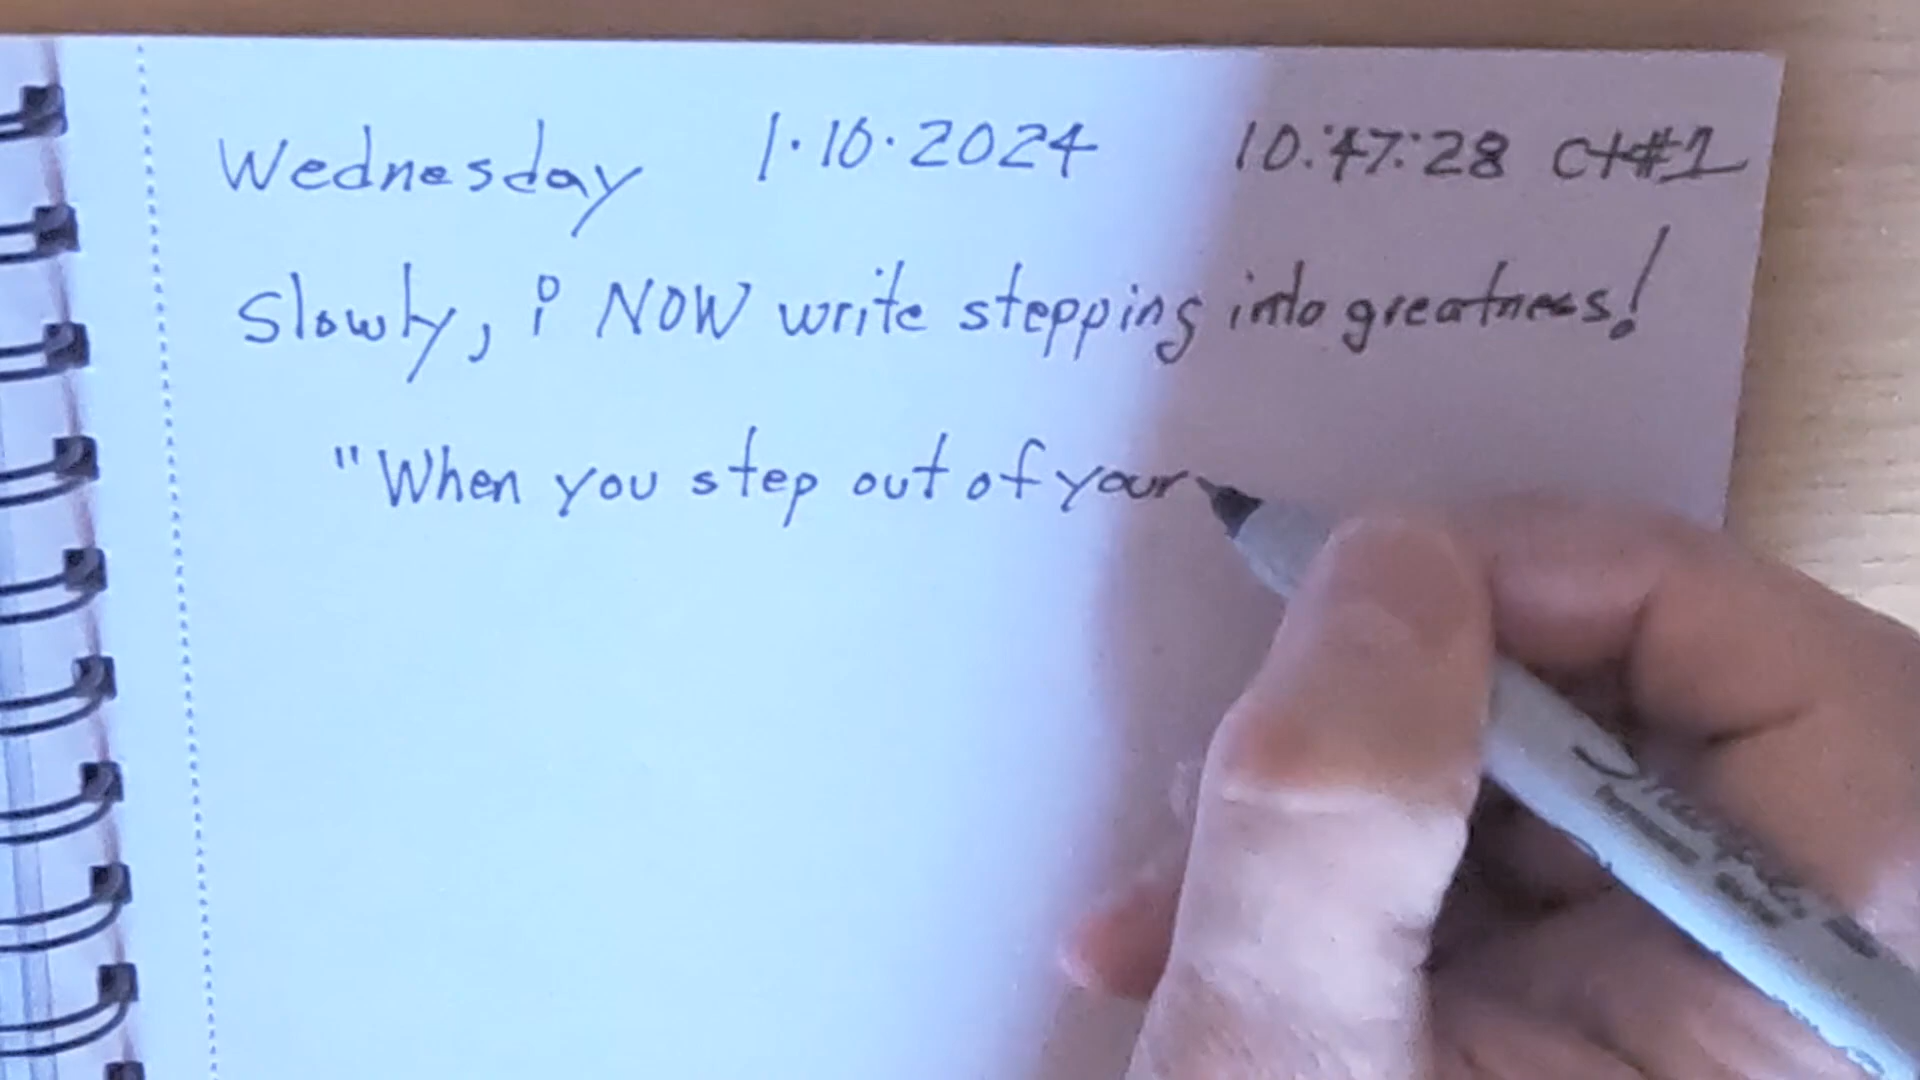 Wednesday 1·10·2024 10:47:28 Ct#1
Slowly, i NOW write stepping into greatness!
"When you step out of your